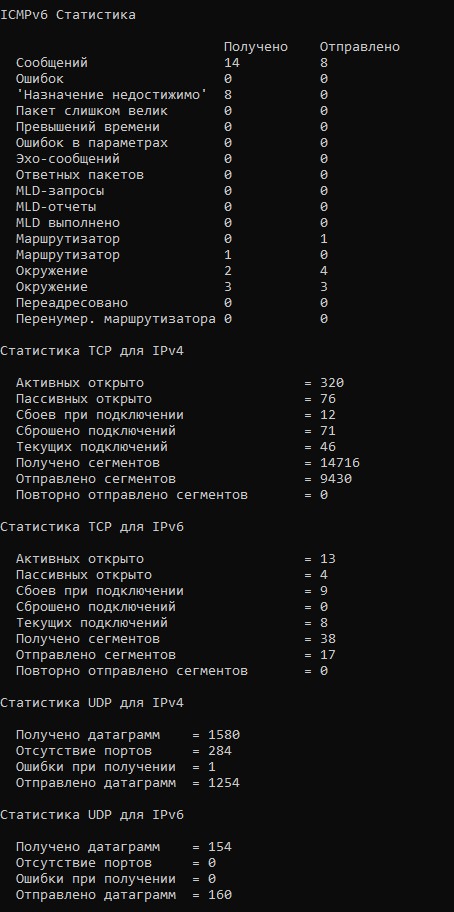 ICMPv6 Статистика
Получено Отправлено
Сообщений 14 8
Ошибок 0 0
'Назначение недостижимо' 8 0
Пакет слишком велик 0 0
Превышений времени 0 0
Ошибок в параметрах 0 0
Эхо-сообщений 0 0
Ответных пакетов 0 0
MLD-запросы 0 0
MLD-отчеты 0 0
MLD выполнено 0 0
Маршрутизатор 0 1
Маршрутизатор 1 0
Окружение 2 4
Окружение 3 3
Переадресовано 0 0
Перенумер. маршрутизатора 0 0
Статистика TCP для IPv4
Активных открыто = 320
Пассивных открыто = 76
Сбоев при подключении = 12
Сброшено подключений = 71
Текущих подключений = 46
Получено сегментов = 14716
Отправлено сегментов = 9430
Повторно отправлено сегментов = 0
Статистика TCP для IPv6
Активных открыто = 13
Пассивных открыто = 4
Сбоев при подключении = 9
Сброшено подключений = 0
Текущих подключений = 8
Получено сегментов = 38
Отправлено сегментов = 17
Повторно отправлено сегментов = 0
Статистика UDP для IPv4
Получено датаграмм = 1580
Отсутствие портов = 284
Ошибки при получении = 1
Отправлено датаграмм = 1254
Статистика UDP для IPv6
Получено датаграмм = 154
Отсутствие портов = 0
Ошибки при получении = 0
Отправлено датаграмм = 160